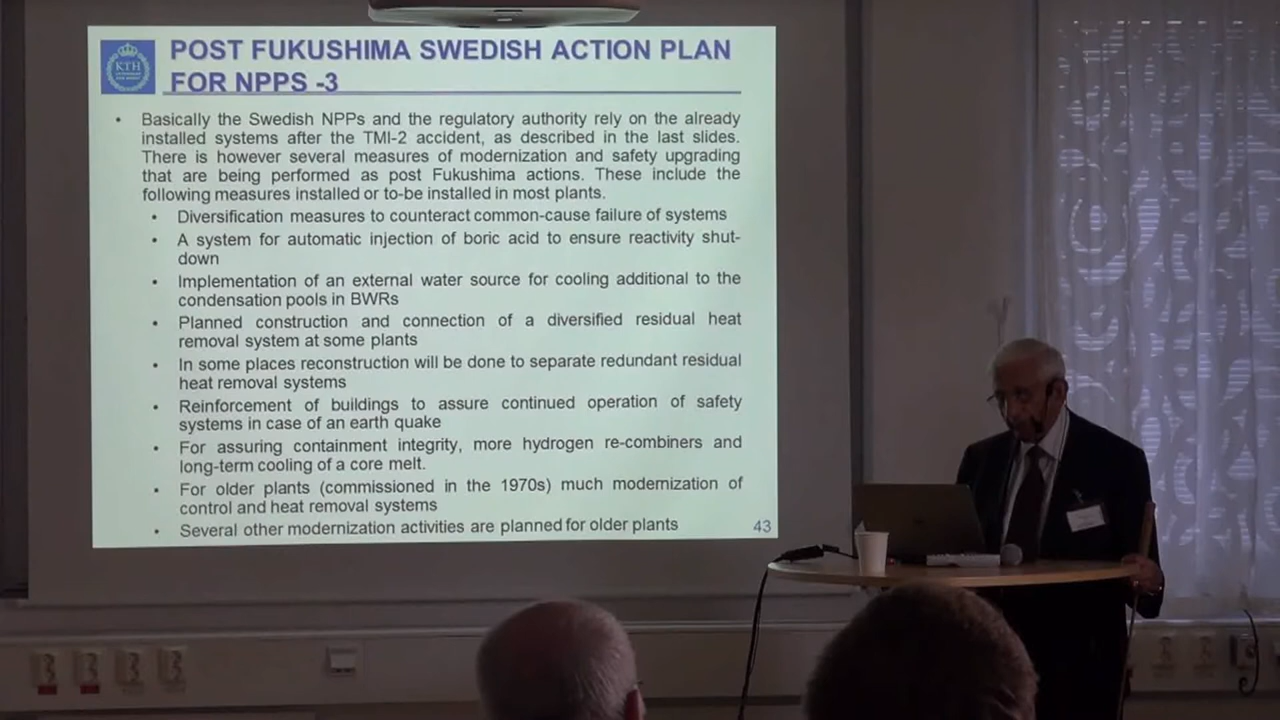 KTH
POST FUKUSHIMA SWEDISH ACTION PLAN
FOR NPPS -3
• Basically the Swedish NPPs and the regulatory authority rely on the already
installed systems after the TMI-2 accident, as described in the last slides.
There is however several measures of modernization and safety upgrading
that are being performed as post Fukushima actions. These include the
following measures installed or to-be installed in most plants.
• Diversification measures to counteract common-cause failure of systems
• A system for automatic injection of boric acid to ensure reactivity shut-
down
• Implementation of an external water source for cooling additional to the
condensation pools in BWRs
• Planned construction and connection of a diversified residual heat
removal system at some plants
• In some places reconstruction will be done to separate redundant residual
heat removal systems
• Reinforcement of buildings to assure continued operation of safety
systems in case of an earth quake
• For assuring containment integrity, more hydrogen re-combiners and
long-term cooling of a core melt.
• For older plants (commissioned in the 1970s) much modernization of
control and heat removal systems
• Several other modernization activities are planned for older plants
43